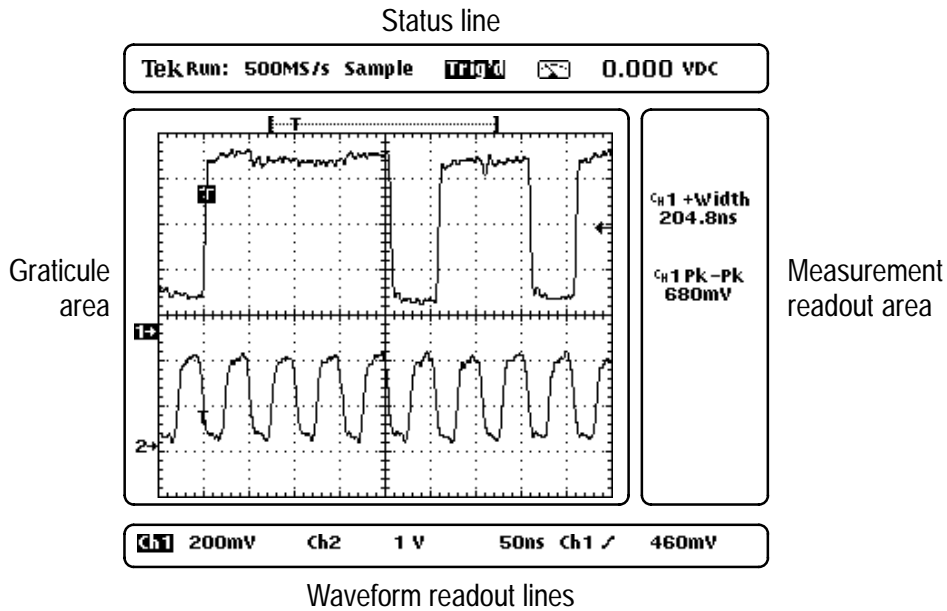 Status line
Tek Run: 500MS/s Sample Trig'd 0.000 VDC
[ T ]
T
Graticule area
CH1 +Width
204.8ns
CH1 Pk-Pk
680mV
Measurement readout area
1→
T
2→
Ch1 200mV Ch2 1 V 50ns Ch1 460mV
Waveform readout lines